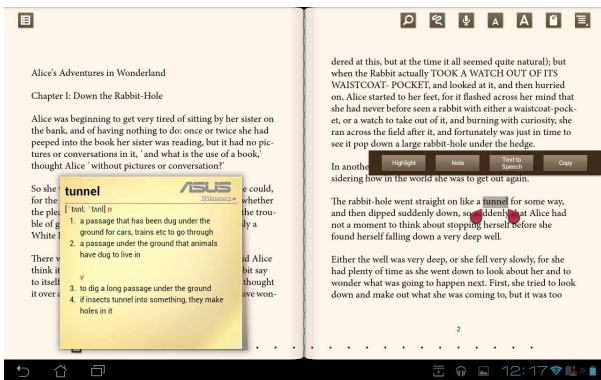 Alice's Adventures in Wonderland
Chapter I: Down the Rabbit-Hole
Alice was beginning to get very tired of sitting by her sister on
the bank, and of having nothing to do: once or twice she had
peeped into the book her sister was reading, but it had no pic-
tures or conversations in it, `and what is the use of a book,'
thought Alice `without pictures or conversation?'
So she
e could,
for the
whether
the plea
the trou-
ble of g
ly a
White
There w
id Alice
think it
bit say
to itself
thought
it over a
ave won-
tunnel
ASUS
Wiktionary
n
1. a passage that has been dug under the
ground for cars, trains etc to go through
2. a passage under the ground that animals
have dug to live in
v
3. to dig a long passage under the ground
4. if insects tunnel into something, they make
holes in it
A A
dered at this, but at the time it all seemed quite natural); but
when the Rabbit actually TOOK A WATCH OUT OF ITS
WAISTCOAT- POCKET, and looked at it, and then hurried
on, Alice started to her feet, for it flashed across her mind that
she had never before seen a rabbit with either a waistcoat-pock-
et, or a watch to take out of it, and burning with curiosity, she
ran across the field after it, and fortunately was just in time to
see it pop down a large rabbit-hole under the hedge.
Highlight
Note
Text to
Speech
Copy
In anothe
sidering how in the world she was to get out again.
The rabbit-hole went straight on like a tunnel for some way,
and then dipped suddenly down, so suddenly that Alice had
not a moment to think about stopping herself before she
found herself falling down a very deep well.
Either the well was very deep, or she fell very slowly, for she
had plenty of time as she went down to look about her and to
wonder what was going to happen next. First, she tried to look
down and make out what she was coming to, but it was too
2
12:17